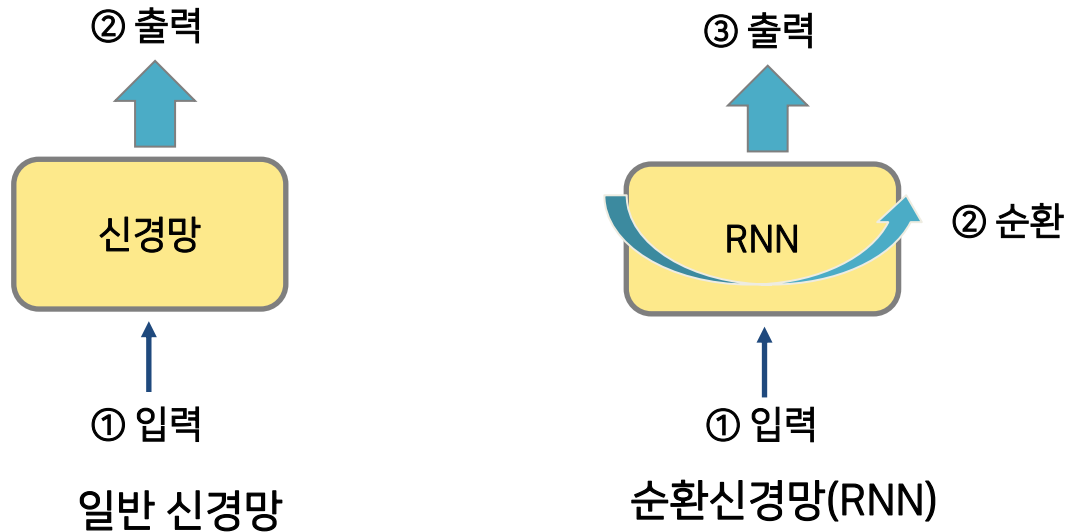 ② 출력
신경망
① 입력
일반 신경망
③ 출력
RNN
② 순환
① 입력
순환신경망(RNN)